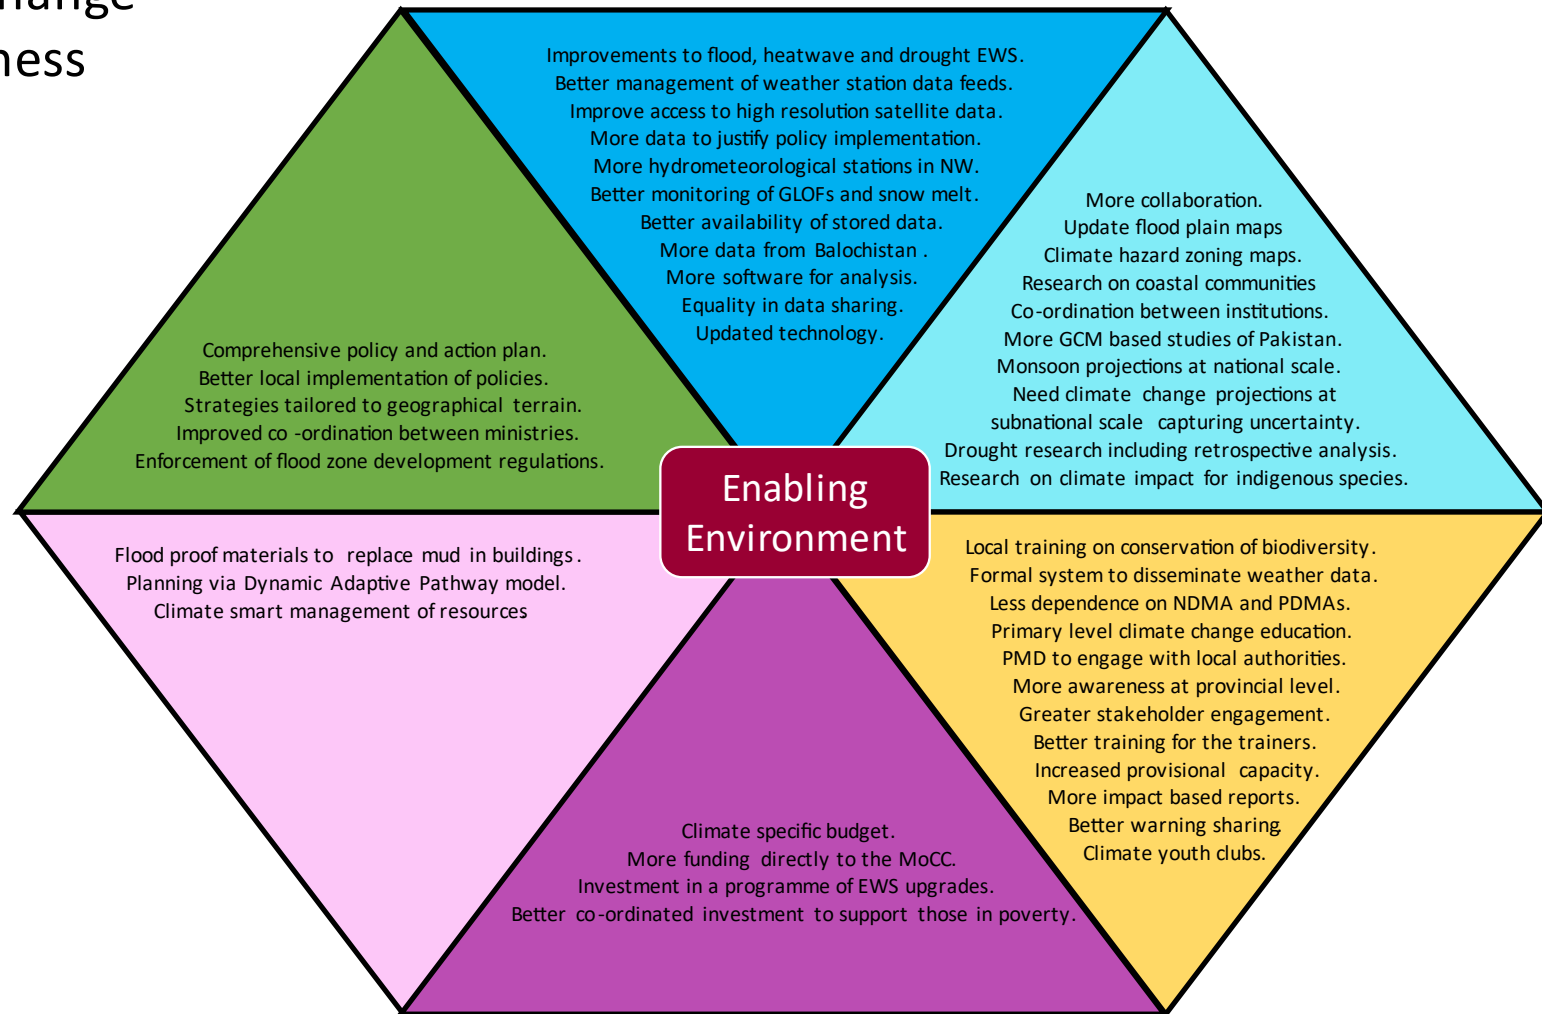 Improvements to flood, heatwave and drought EWS.
Better management of weather station data feeds.
Improve access to high resolution satellite data.
More data to justify policy implementation.
More hydrometeorological stations in NW.
Better monitoring of GLOFs and snow melt.
Better availability of stored data.
More data from Balochistan .
More software for analysis.
Equality in data sharing.
Updated technology.
More collaboration.
Update flood plain maps
Climate hazard zoning maps.
Research on coastal communities
Co-ordination between institutions.
More GCM based studies of Pakistan.
Monsoon projections at national scale.
Need climate change projections at
subnational scale capturing uncertainty.
Drought research including retrospective analysis.
Research on climate impact for indigenous species.
Comprehensive policy and action plan.
Better local implementation of policies.
Strategies tailored to geographical terrain.
Improved co -ordination between ministries.
Enforcement of flood zone development regulations.
Enabling
Environment
Flood proof materials to replace mud in buildings .
Planning via Dynamic Adaptive Pathway model.
Climate smart management of resources
Local training on conservation of biodiversity.
Formal system to disseminate weather data.
Less dependence on NDMA and PDMAs.
Primary level climate change education.
PMD to engage with local authorities.
More awareness at provincial level.
Greater stakeholder engagement.
Better training for the trainers.
Increased provisional capacity.
More impact based reports.
Better warning sharing.
Climate youth clubs.
Climate specific budget.
More funding directly to the MoCC.
Investment in a programme of EWS upgrades.
Better co-ordinated investment to support those in poverty.